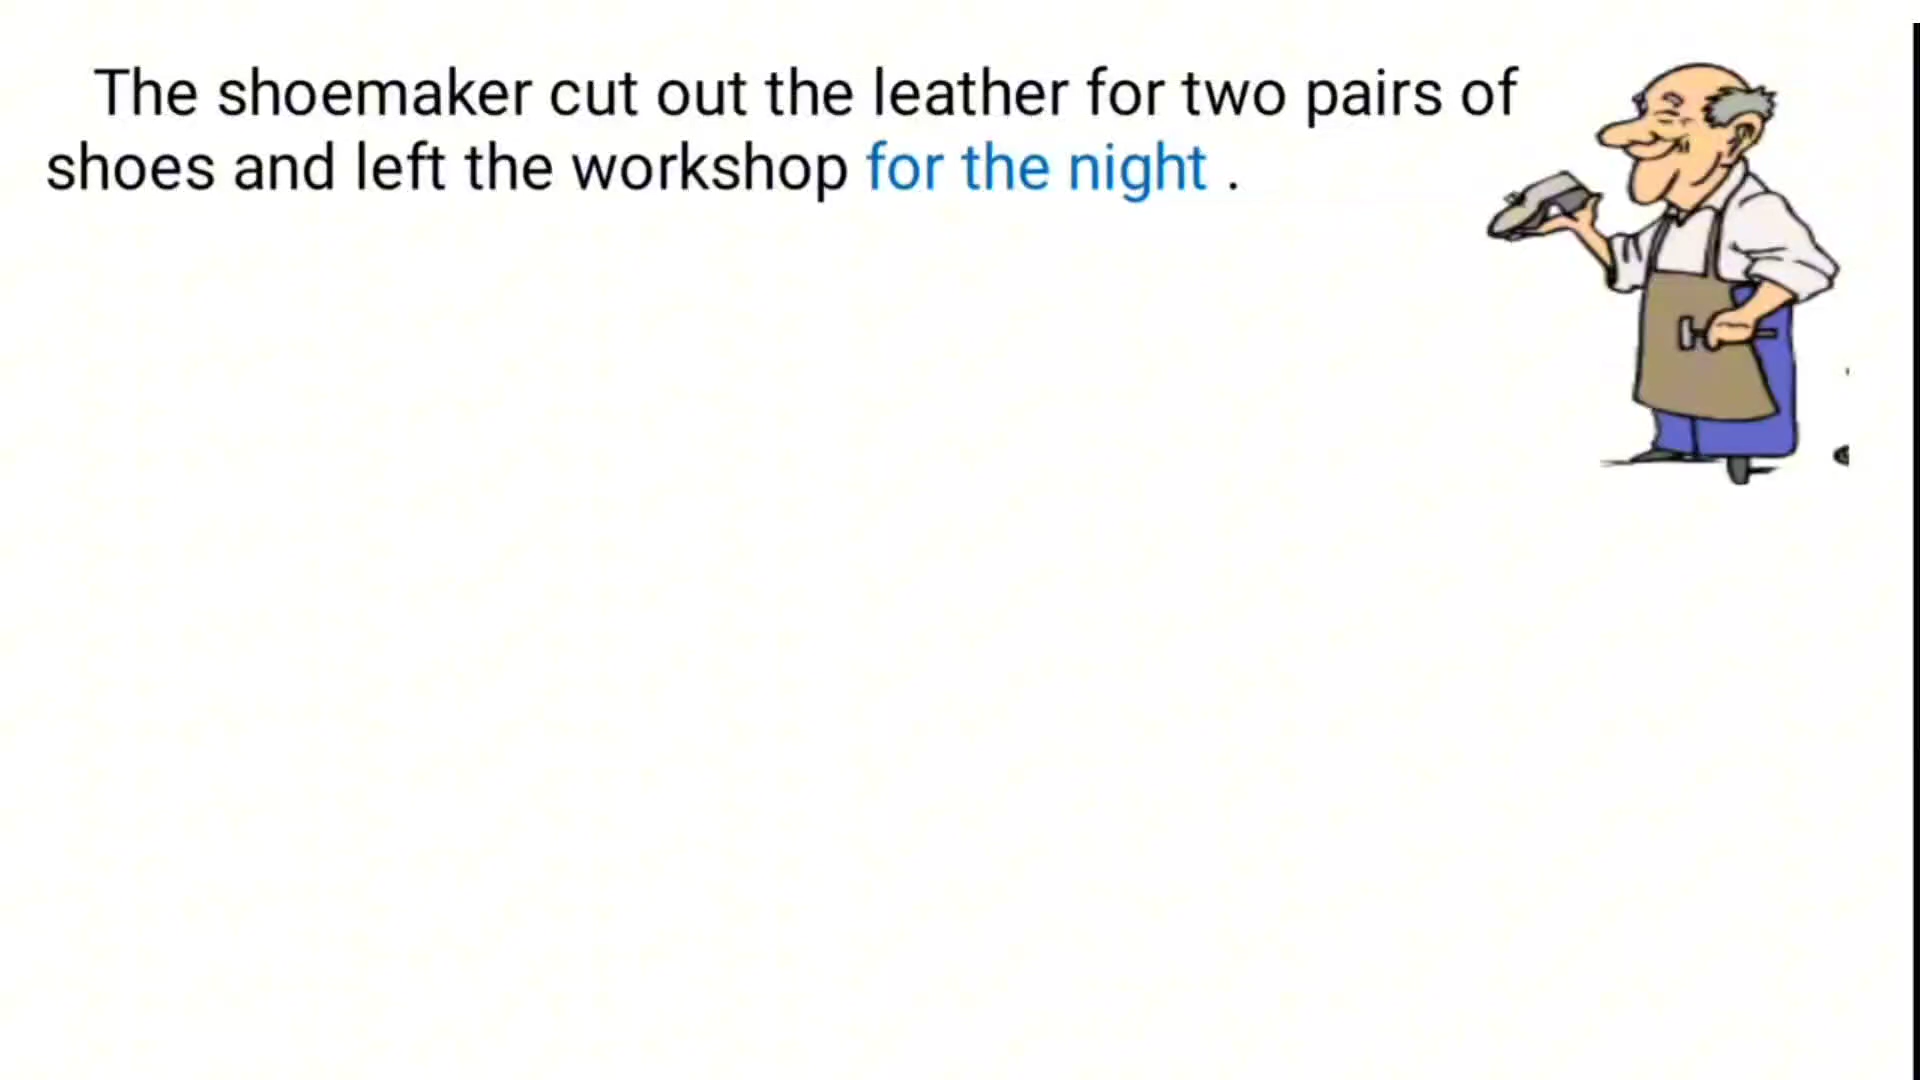 The shoemaker cut out the leather for two pairs of
shoes and left the workshop for the night .